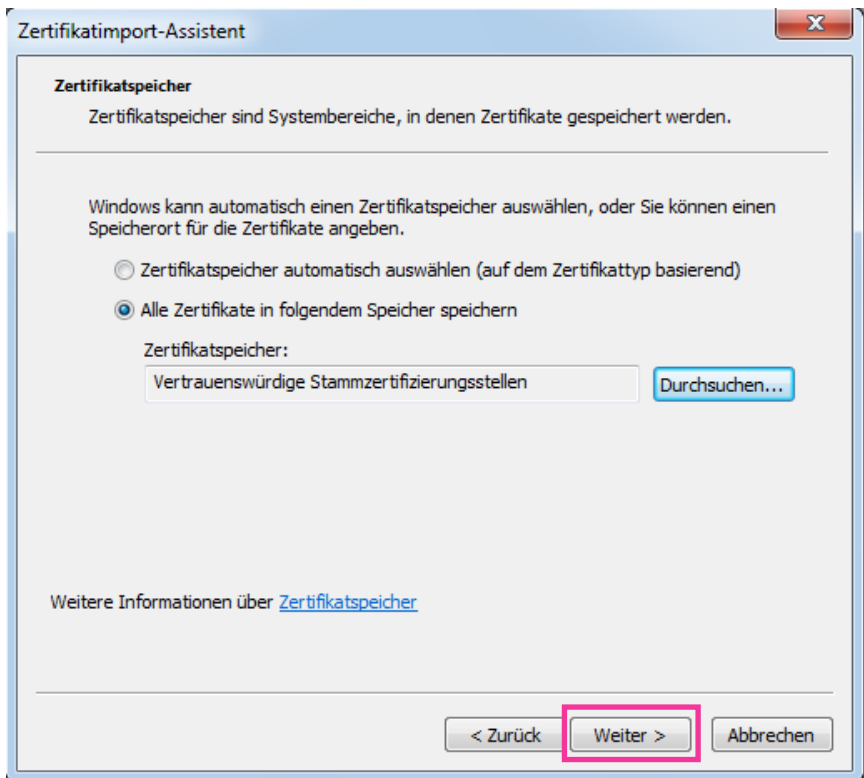 Zertifikatimport-Assistent
Zertifikatspeicher
Zertifikatspeicher sind Systembereiche, in denen Zertifikate gespeichert werden.
Windows kann automatisch einen Zertifikatspeicher auswählen, oder Sie können einen
Speicherort für die Zertifikate angeben.
Zertifikatspeicher automatisch auswählen (auf dem Zertifikattyp basierend)
Alle Zertifikate in folgendem Speicher speichern
Zertifikatspeicher:
Vertrauenswürdige Stammzertifizierungsstellen
Durchsuchen...
Weitere Informationen über Zertifikatspeicher
< Zurück
Weiter >
Abbrechen